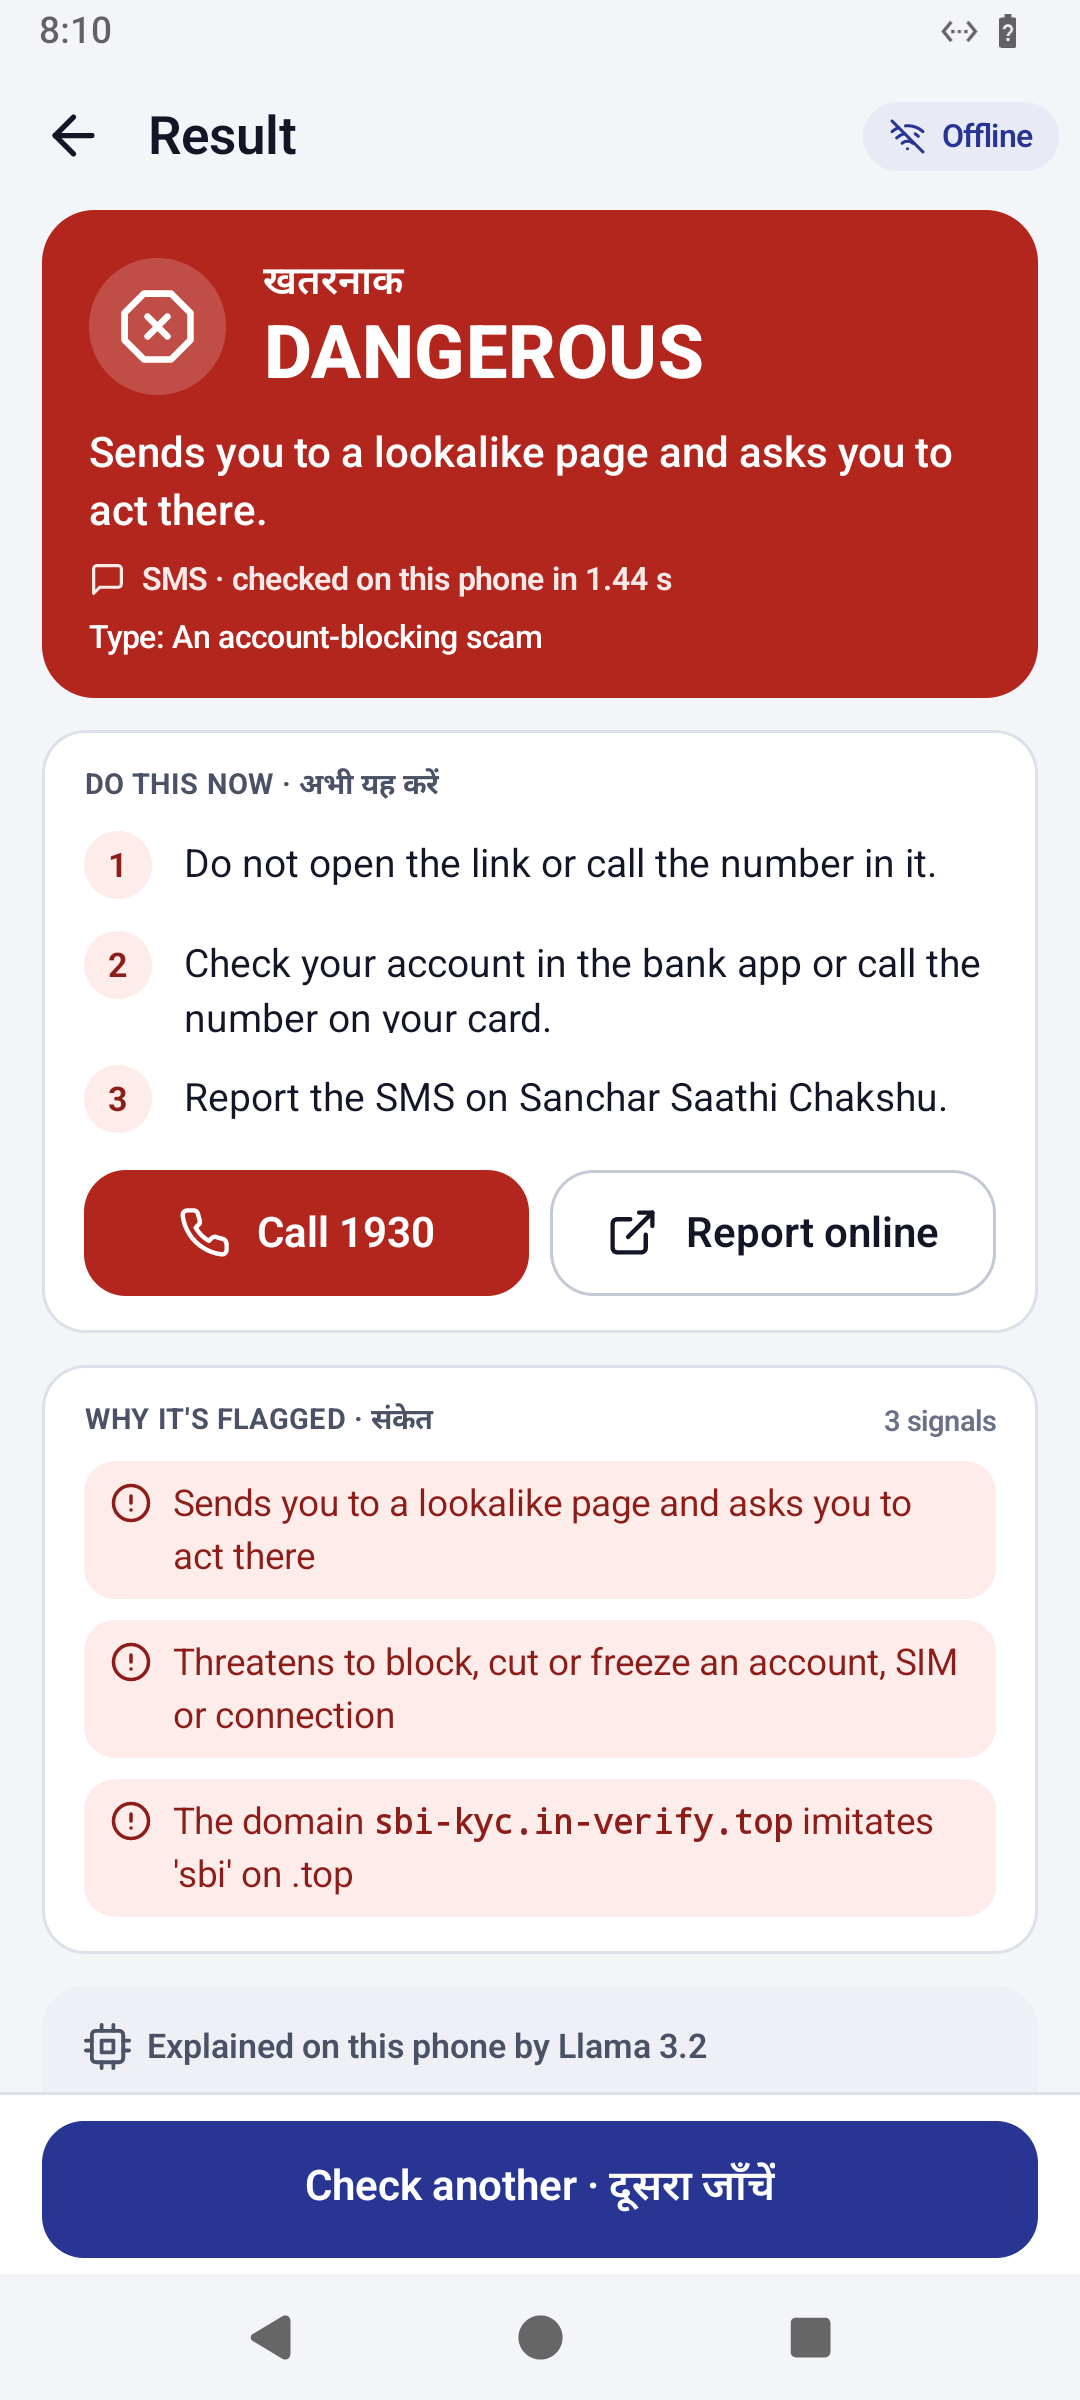 8:10
Result
Offline
खतरनाक
DANGEROUS
Sends you to a lookalike page and asks you to
act there.
SMS · checked on this phone in 1.44 s
Type: An account-blocking scam
DO THIS NOW · अभी यह करें
1 Do not open the link or call the number in it.
2 Check your account in the bank app or call the
number on your card.
3 Report the SMS on Sanchar Saathi Chakshu.
Call 1930
Report online
WHY IT'S FLAGGED · संकेत
3 signals
Sends you to a lookalike page and asks you to
act there
Threatens to block, cut or freeze an account, SIM
or connection
The domain sbi-kyc.in-verify.top imitates
'sbi' on .top
Explained on this phone by Llama 3.2
Check another · दूसरा जाँचें